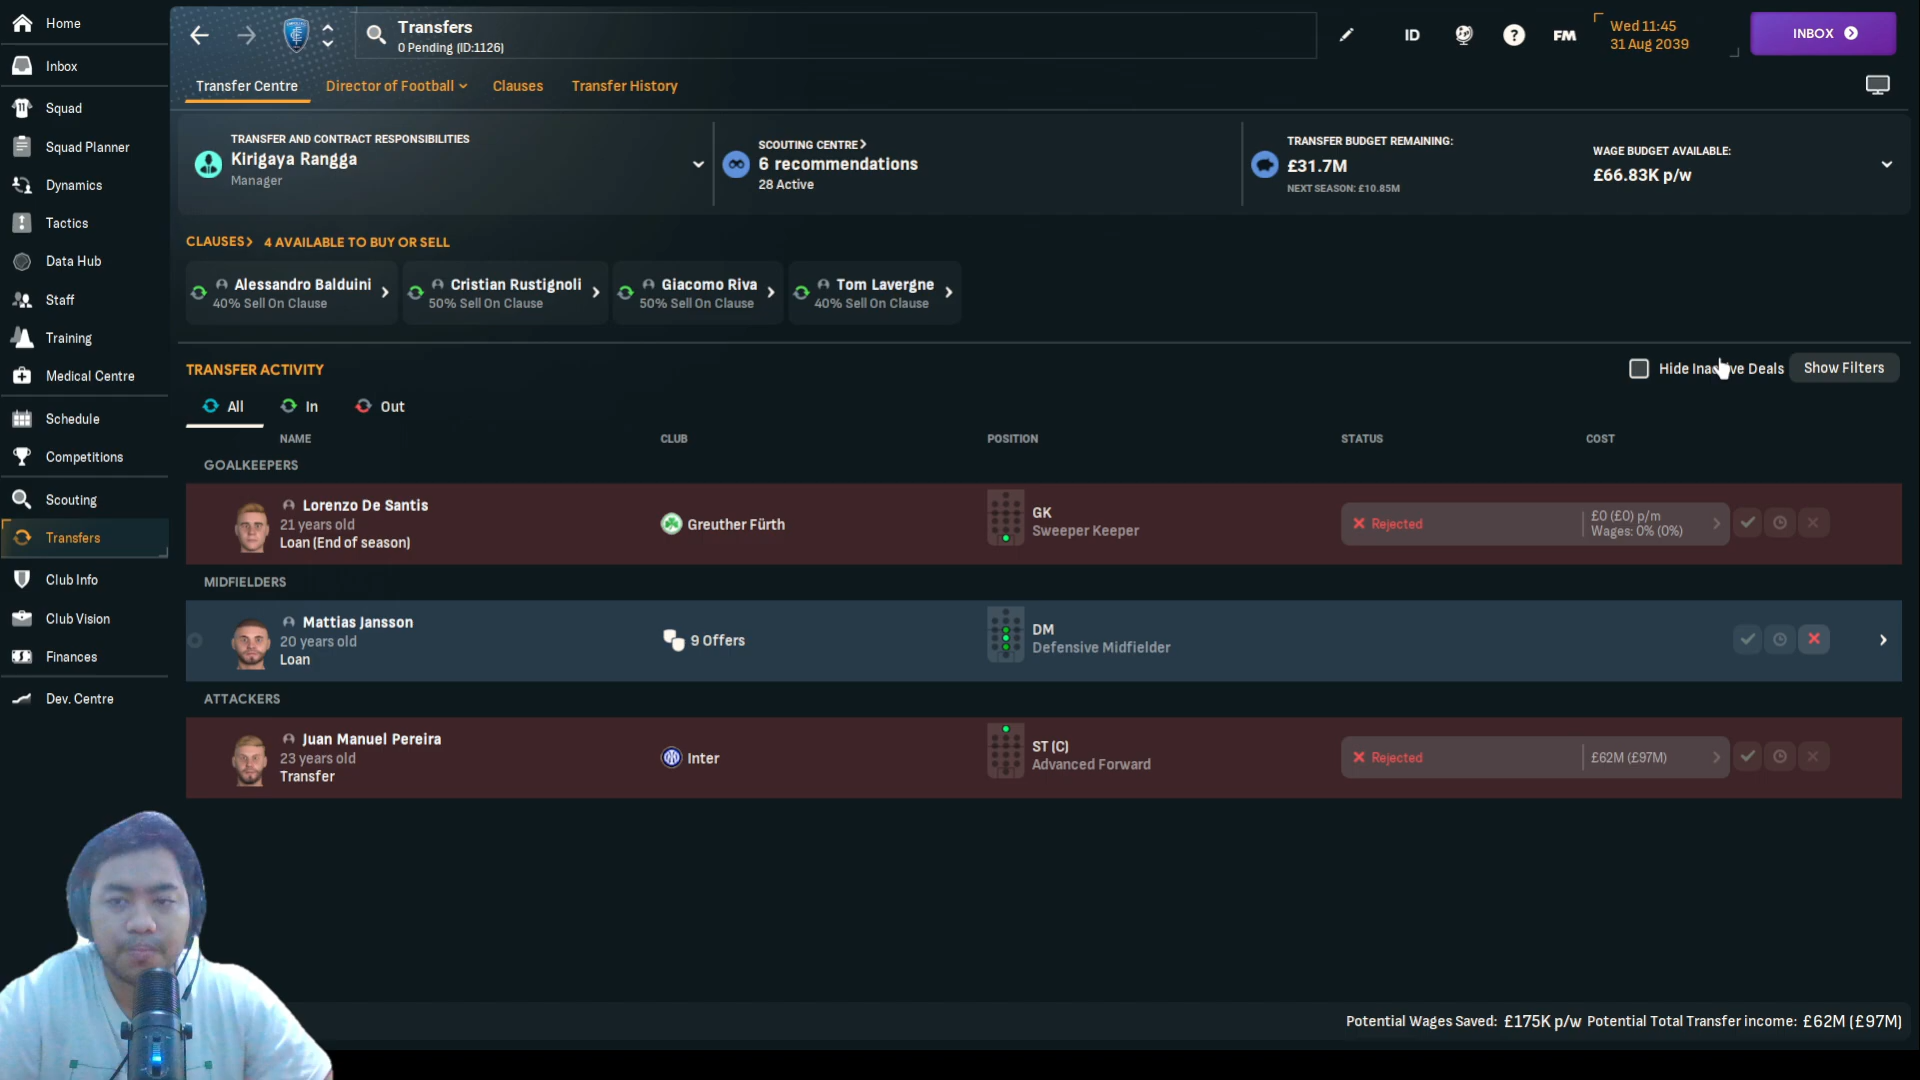 Home
Inbox
Squad
Squad Planner
Dynamics
Tactics
Data Hub
Staff
Training
Medical Centre
Schedule
Competitions
Scouting
Transfers
Club Info
Club Vision
Finances
Dev. Centre
Transfers
0 Pending (ID:1126)
ID
?
FM
Wed 11:45
31 Aug 2039
INBOX
Transfer Centre
Director of Football
Clauses
Transfer History
TRANSFER AND CONTRACT RESPONSIBILITIES
Kirigaya Rangga
Manager
SCOUTING CENTRE
6 recommendations
28 Active
TRANSFER BUDGET REMAINING:
£31.7M
NEXT SEASON: £10.85M
WAGE BUDGET AVAILABLE:
£66.83K p/w
CLAUSES 4 AVAILABLE TO BUY OR SELL
Alessandro Balduini
40% Sell On Clause
Cristian Rustignoli
50% Sell On Clause
Giacomo Riva
50% Sell On Clause
Tom Lavergne
40% Sell On Clause
TRANSFER ACTIVITY
Hide Deals
Show Filters
All
In
Out
NAME CLUB POSITION STATUS COST
GOALKEEPERS
Lorenzo De Santis
21 years old
Loan (End of season)
Greuther Fürth
GK
Sweeper Keeper
Rejected
£0 (£0) p/m
Wages: 0% (0%)
MIDFIELDERS
Mattias Jansson
20 years old
Loan
9 Offers
DM
Defensive Midfielder
ATTACKERS
Juan Manuel Pereira
23 years old
Transfer
Inter
ST (C)
Advanced Forward
Rejected
£62M (£97M)
Potential Wages Saved: £175K p/w Potential Total Transfer income: £62M (£97M)